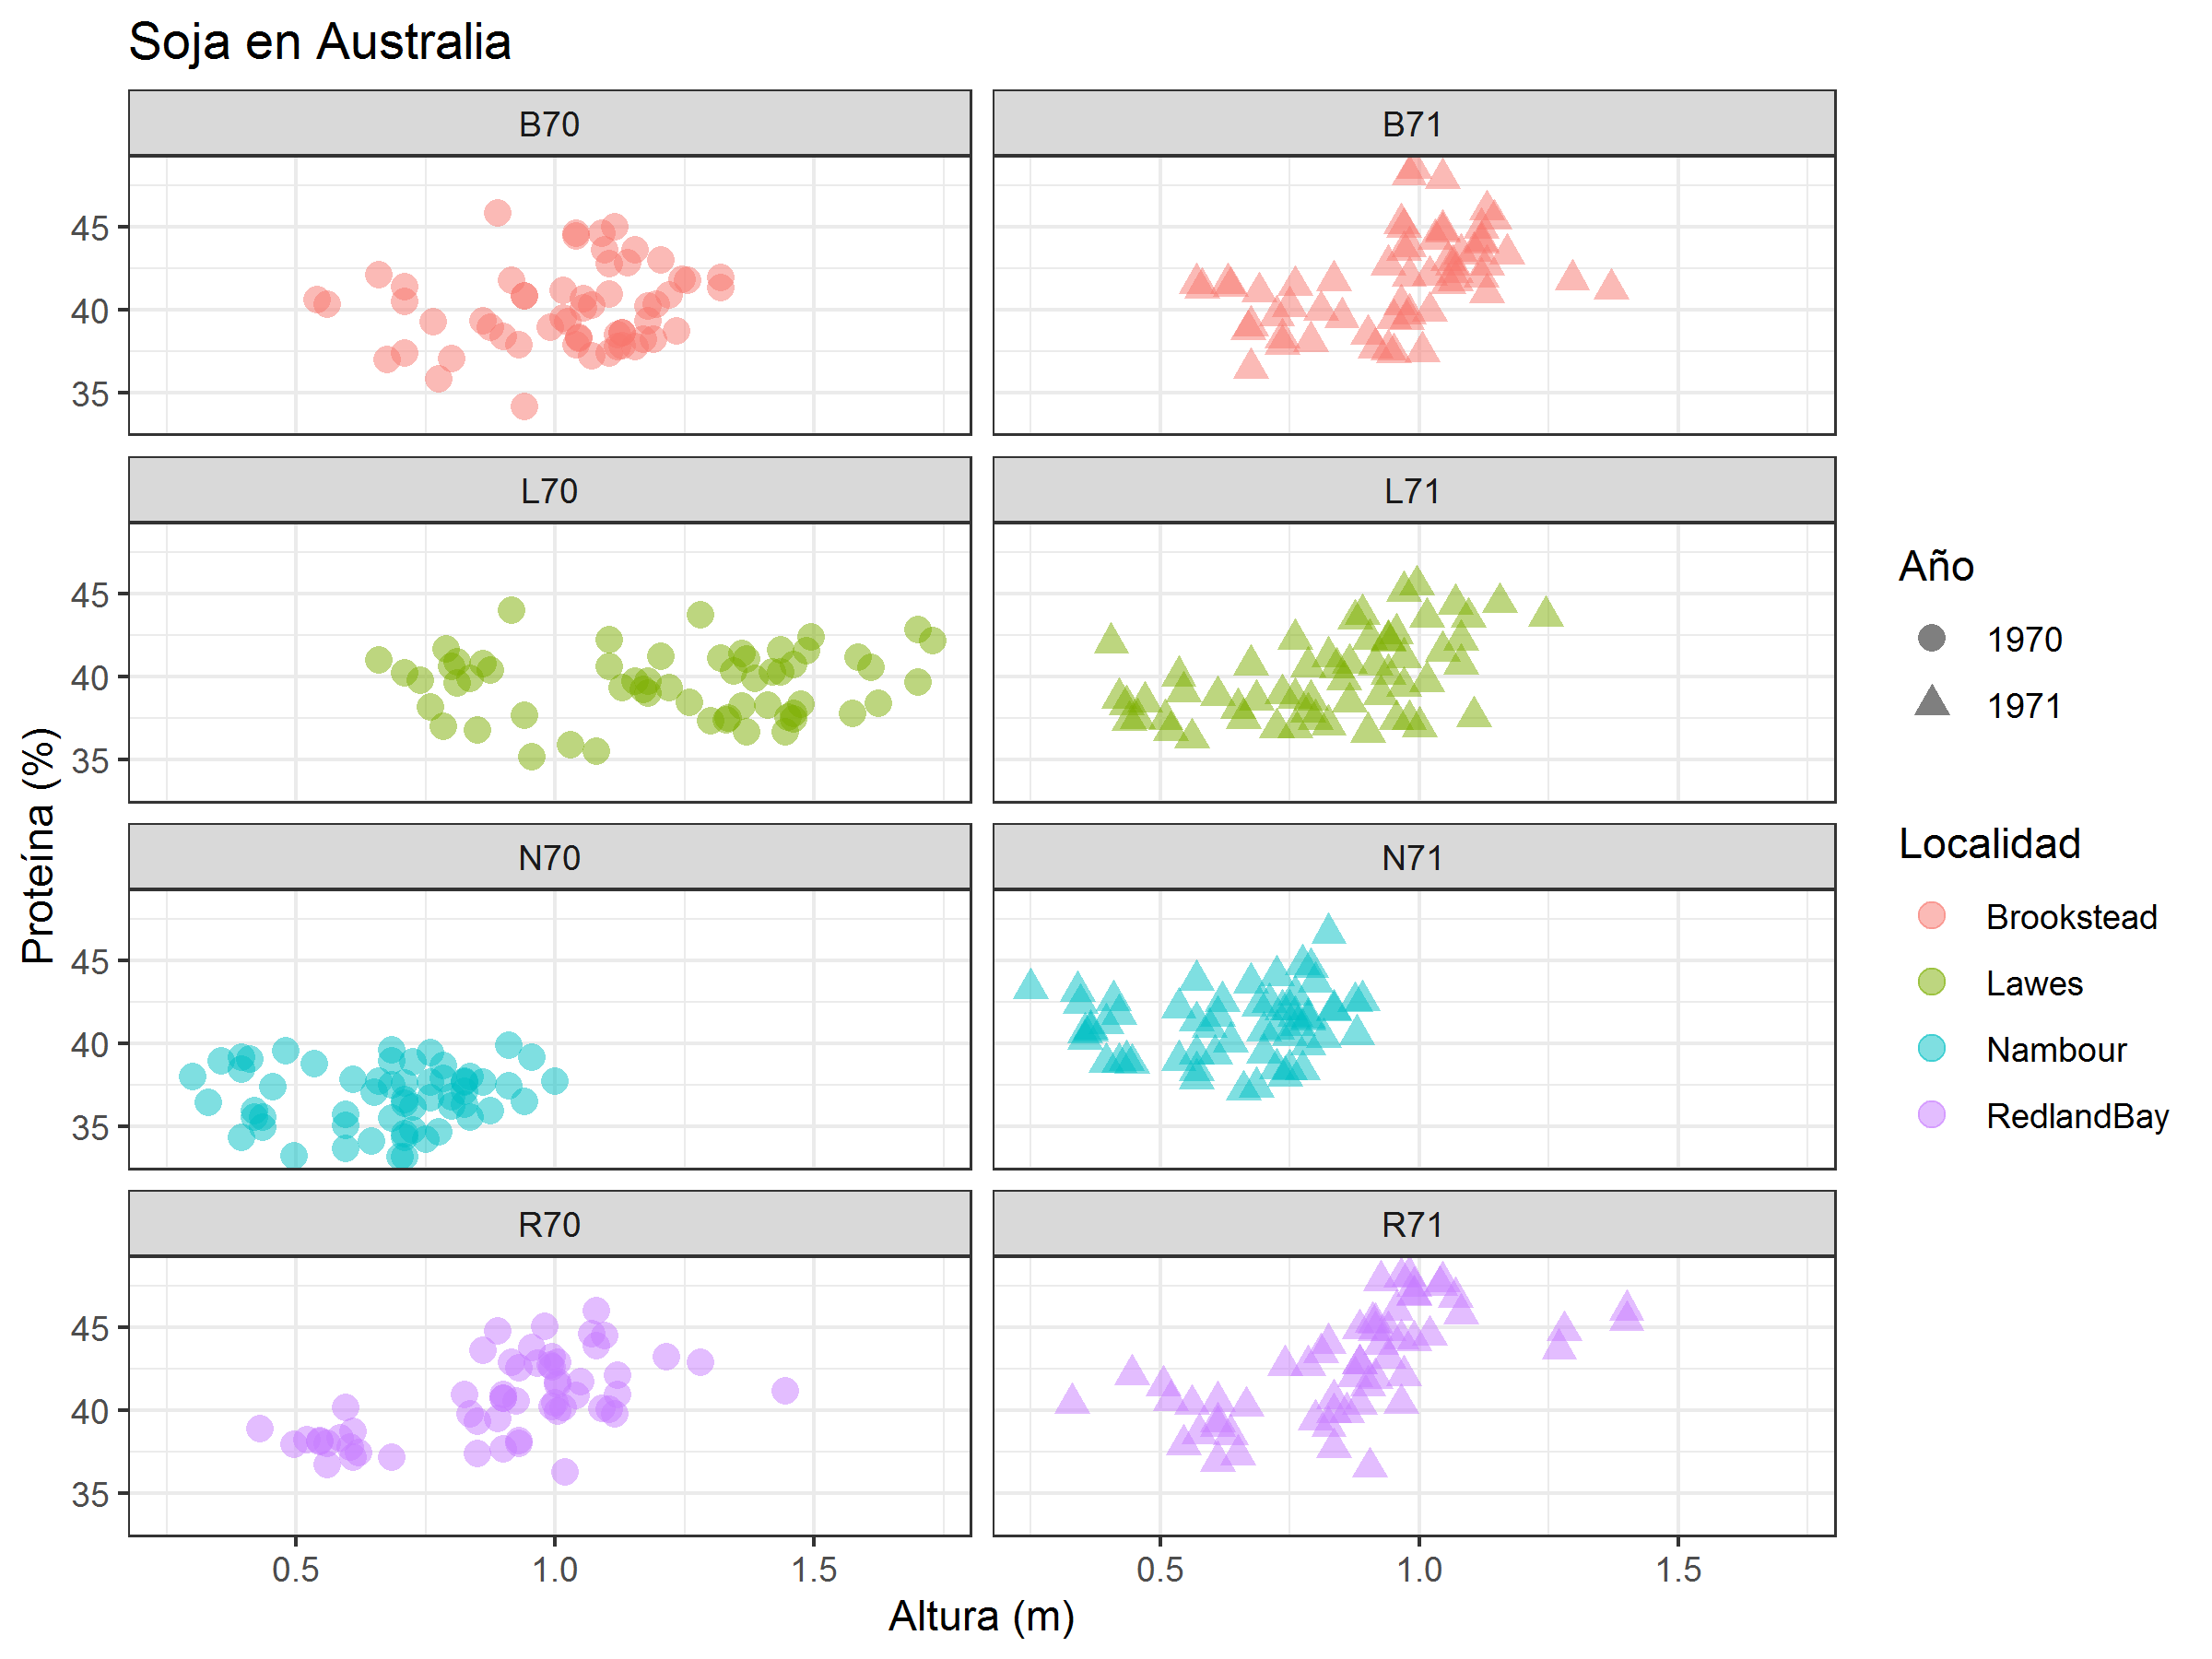 Soja en Australia
B70
B71
45
40
35
L70
L71
45
40
35
N70
N71
45
40
35
R70
R71
45
40
35
0.5
1.0
1.5
0.5
1.0
1.5
Altura (m)
Proteína (%)
Año
1970
1971
Localidad
Brookstead
Lawes
Nambour
RedlandBay